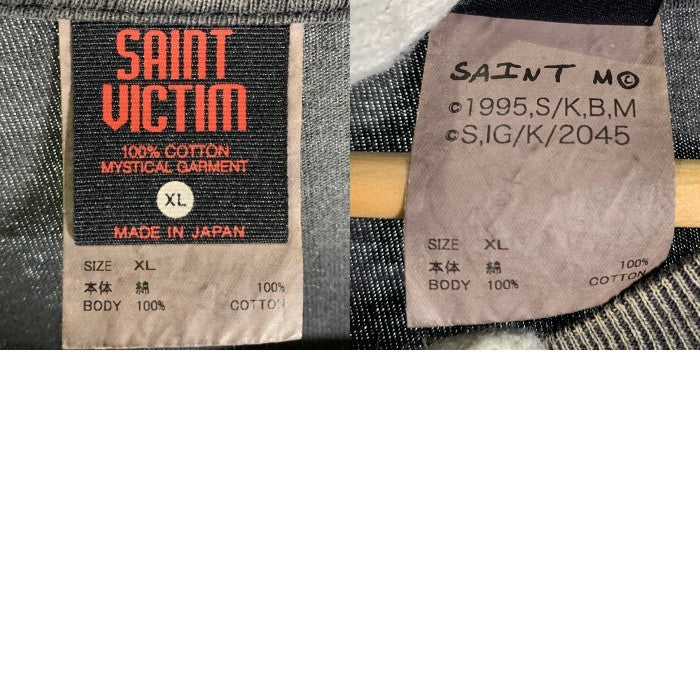 SAINT
VICTIM
100% COTTON
MYSTICAL GARMENT
XL
MADE IN JAPAN
SIZE XL
本体 綿 100%
BODY 100% COTTON
SAINT M©
©1995,S/K,B,M
©S,IG/K/2045
SIZE XL
本体 綿 100%
BODY 100% COTTON